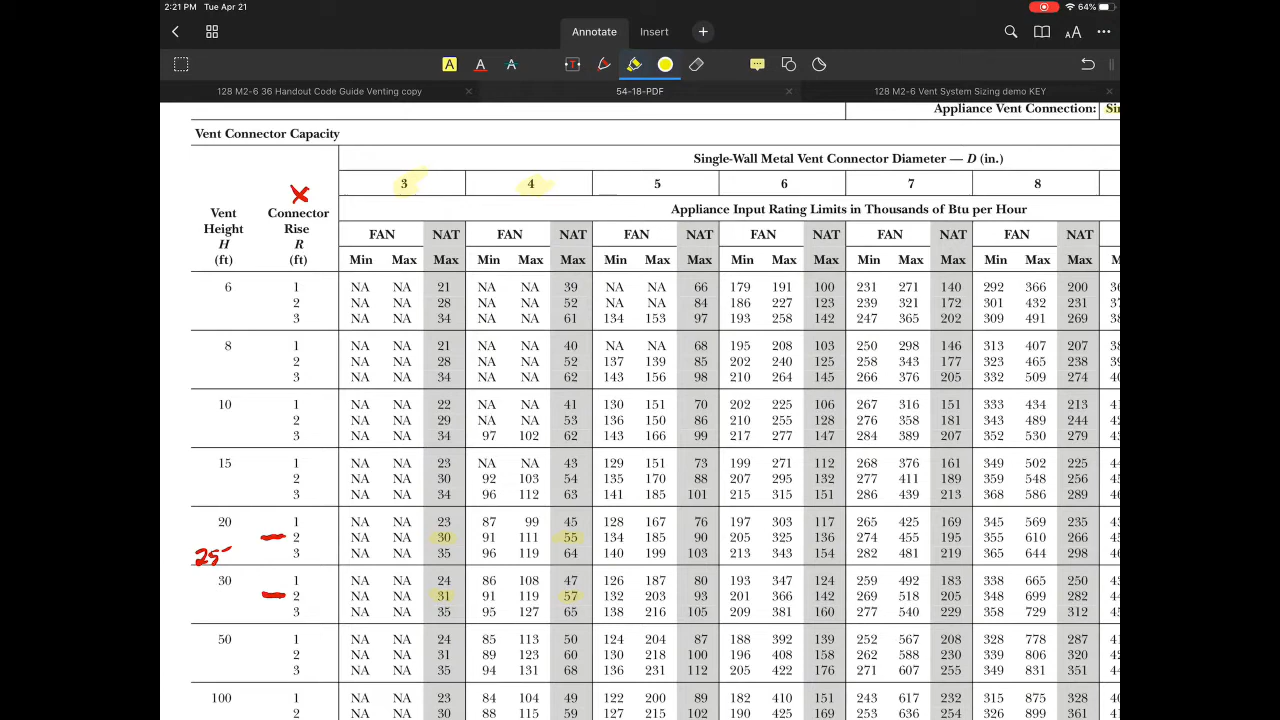 2:21 PM Tue Apr 21 64%
Annotate Insert
128 M2-6 36 Handout Code Guide Venting copy 54-18-PDF 128 M2-6 Vent System Sizing demo KEY
Appliance Vent Connection:
Vent Connector Capacity
Single-Wall Metal Vent Connector Diameter — D (in.)
3 4 5 6 7 8
Vent Height H (ft) Connector Rise R (ft)
Appliance Input Rating Limits in Thousands of Btu per Hour
FAN NAT FAN NAT FAN NAT FAN NAT FAN NAT FAN NAT
Min Max Max Min Max Max Min Max Max Min Max Max Min Max Max Min Max Max
6 1 NA NA 21 NA NA 39 NA NA 66 179 191 100 231 271 140 292 366 200
2 NA NA 28 NA NA 52 NA NA 84 186 227 123 239 321 172 301 432 231
3 NA NA 34 NA NA 61 134 153 97 193 258 142 247 365 202 309 491 269
8 1 NA NA 21 NA NA 40 NA NA 68 195 208 103 250 298 146 313 407 207
2 NA NA 28 NA NA 52 137 139 85 202 240 125 258 343 177 323 465 238
3 NA NA 34 NA NA 62 143 156 98 210 264 145 266 376 205 332 509 274
10 1 NA NA 22 NA NA 41 130 151 70 202 225 106 267 316 151 333 434 213
2 NA NA 29 NA NA 53 136 150 86 210 255 128 276 358 181 343 489 244
3 NA NA 34 97 102 62 143 166 99 217 277 147 284 389 207 352 530 279
15 1 NA NA 23 NA NA 43 129 151 73 199 271 112 268 376 161 349 502 225
2 NA NA 30 92 103 54 135 170 88 207 295 132 277 411 189 359 548 256
3 NA NA 34 96 112 63 141 185 101 215 315 151 286 439 213 368 586 289
20 1 NA NA 23 87 99 45 128 167 76 197 303 117 265 425 169 345 569 235
2 NA NA 30 91 111 55 134 185 90 205 325 136 274 455 195 355 610 266
3 NA NA 35 96 119 64 140 199 103 213 343 154 282 481 219 365 644 298
25'
30 1 NA NA 24 86 108 47 126 187 80 193 347 124 259 492 183 338 665 250
2 NA NA 31 91 119 57 132 203 93 201 366 142 269 518 205 348 699 282
3 NA NA 35 95 127 65 138 216 105 209 381 160 277 540 229 358 729 312
50 1 NA NA 24 85 113 50 124 204 87 188 392 139 252 567 208 328 778 287
2 NA NA 31 89 123 60 130 218 100 196 408 158 262 588 230 339 806 320
3 NA NA 35 94 131 68 136 231 112 205 422 176 271 607 255 349 831 351
100 1 NA NA 23 84 104 49 122 200 89 182 410 151 243 617 232 315 875 328
2 NA NA 30 88 115 59 127 215 102 190 425 169 253 636 254 326 899 361